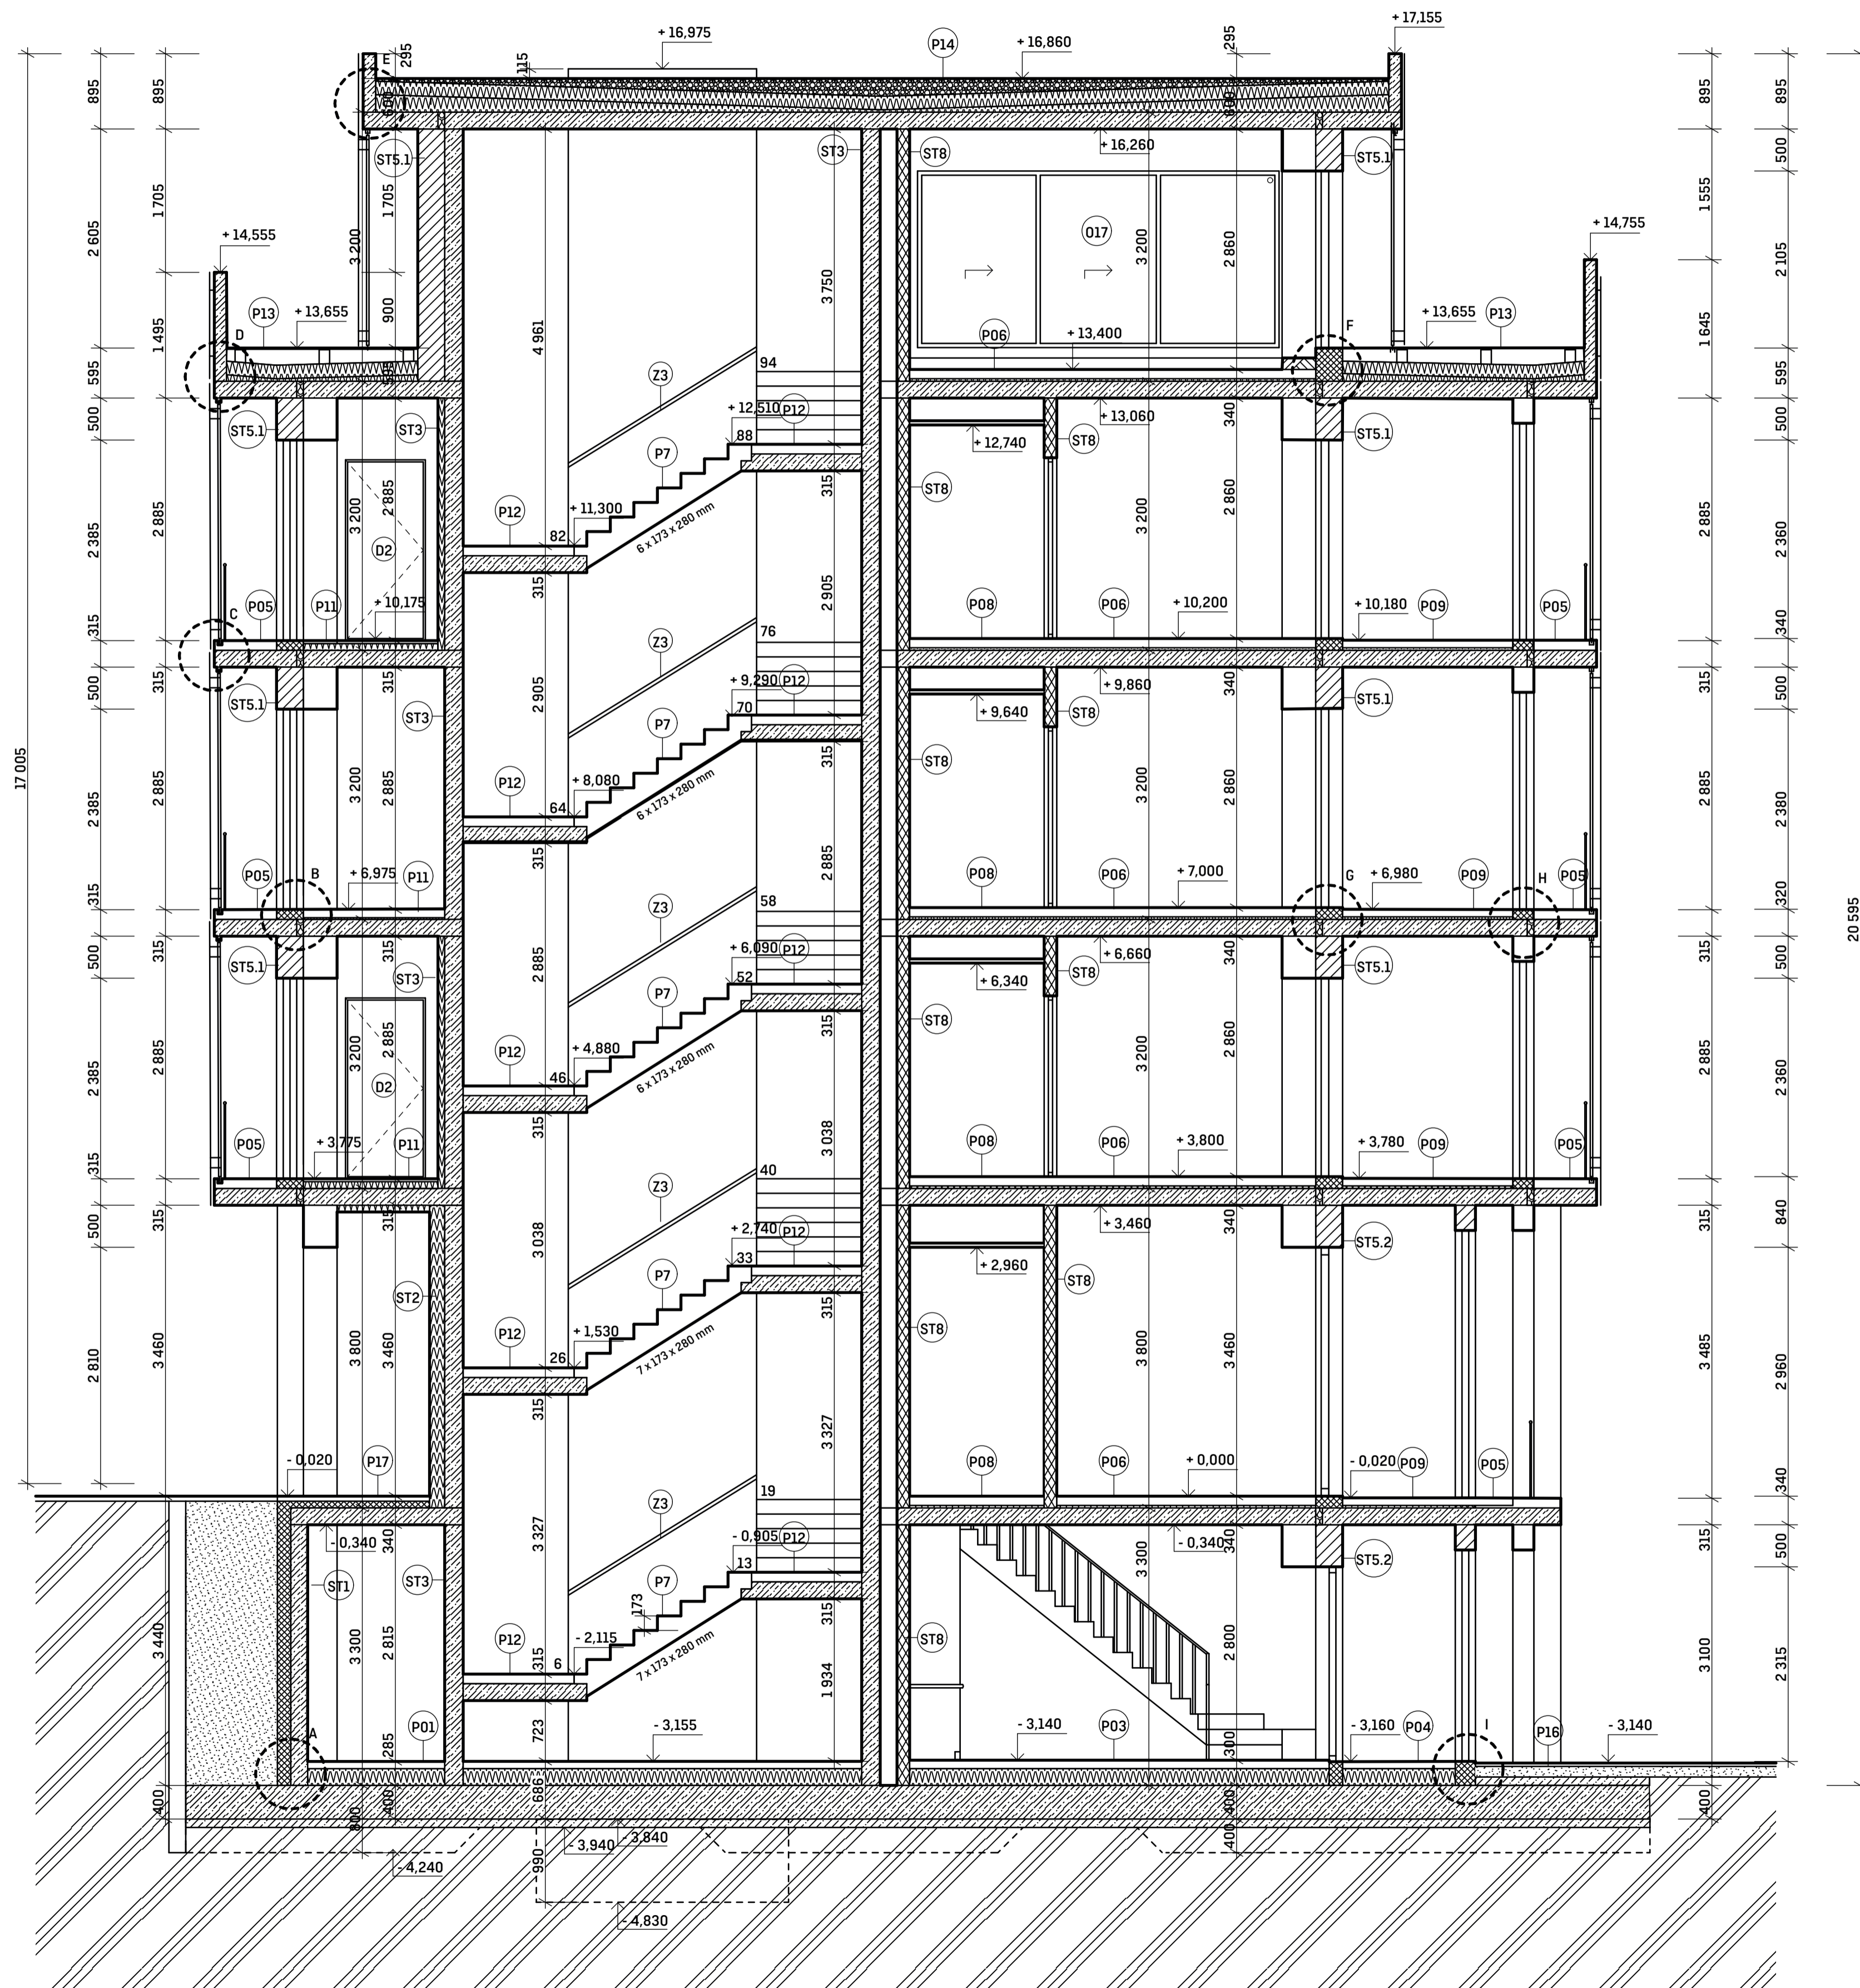 + 17,155
+ 16,975
P14
+ 16,860
295
115
E
295
895
895
600
600
895
895
ST5.1
ST3
ST8
+ 16,260
ST5.1
500
1 705
1 705
2 605
3 200
+ 14,555
4 961
3 750
O17
3 200
2 860
1 555
+ 14,755
2 105
P13
+ 13,655
900
1 495
D
P06
+ 13,400
F
+ 13,655
P13
1 645
595
595
Z3
94
595
500
ST5.1
ST3
+ 12,510
P12
88
+ 13,060
340
ST5.1
500
+ 12,740
ST8
P7
315
ST8
3 200
2 885
2 385
2 885
P12
+ 11,300
82
6 x 173 x 280 mm
3 200
2 860
2 885
2 360
D2
315
2 905
P05
P11
+ 10,175
C
P08
P06
+ 10,200
+ 10,180
P09
P05
315
Z3
76
340
500
315
315
ST5.1
ST3
2 905
+ 9,290
P12
70
+ 9,860
340
ST5.1
315
500
+ 9,640
ST8
P7
315
ST8
17 005
2 385
2 885
3 200
2 885
P12
+ 8,080
64
6 x 173 x 280 mm
3 200
2 860
2 885
2 380
315
2 885
P05
B
+ 6,975
P11
P08
P06
+ 7,000
G
+ 6,980
P09
H
P05
315
Z3
58
320
20 595
500
315
315
ST5.1
ST3
2 885
+ 6,090
P12
52
+ 6,660
340
ST5.1
315
500
+ 6,340
ST8
P7
315
ST8
2 385
2 885
3 200
2 885
D2
P12
+ 4,880
46
6 x 173 x 280 mm
3 200
2 860
2 885
2 360
315
3 038
P05
+ 3,775
P11
P08
P06
+ 3,800
+ 3,780
P09
P05
315
Z3
40
500
315
315
3 038
+ 2,740
P12
33
+ 3,460
340
ST5.2
315
840
+ 2,960
ST8
ST2
P7
315
ST8
2 810
3 460
3 800
3 460
P12
+ 1,530
26
7 x 173 x 280 mm
3 800
3 460
3 485
2 960
315
3 327
- 0,020
P17
P08
P06
+ 0,000
- 0,020
P09
P05
Z3
19
340
- 0,340
340
3 327
- 0,905
P12
13
- 0,340
340
ST5.2
315
500
3 300
ST1
ST3
P7
173
315
ST8
3 440
3 300
2 815
P12
315
- 2,115
6
7 x 173 x 280 mm
1 934
2 800
3 100
2 315
A
285
P01
723
- 3,155
- 3,140
P03
300
- 3,160
P04
I
P16
- 3,140
400
800
400
686
400
400
- 3,840
- 3,940
400
- 4,240
990
- 4,830